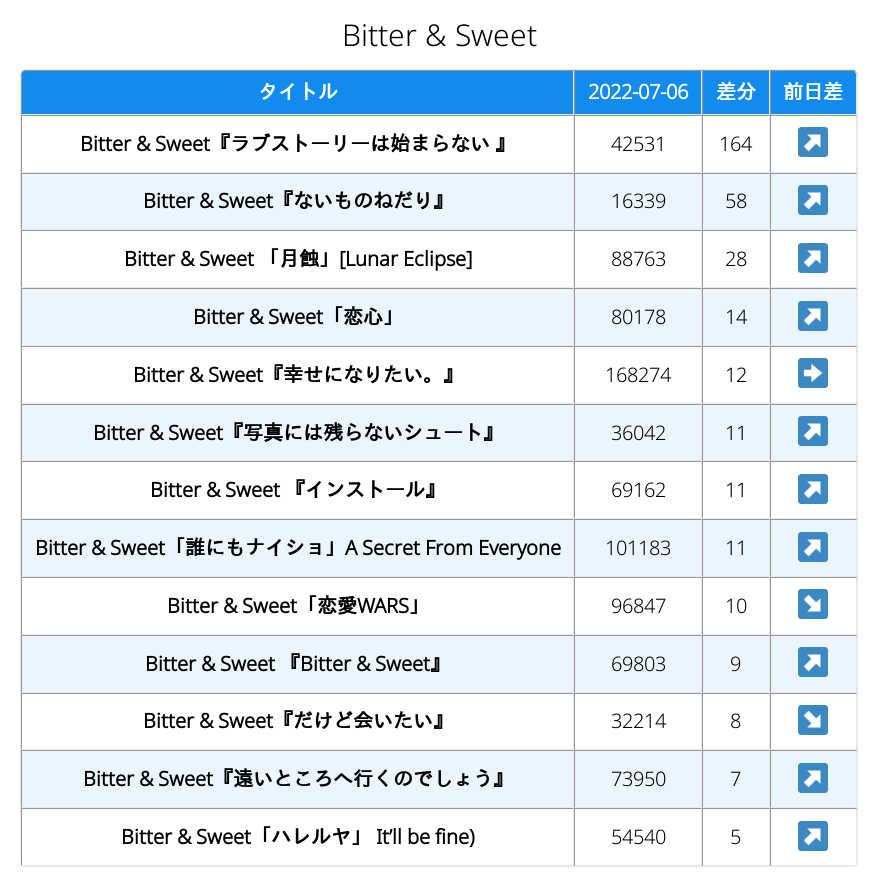 Bitter & Sweet
タイトル 2022-07-06 差分 前日差
Bitter & Sweet『ラブストーリーは始まらない 』 42531 164 ↗
Bitter & Sweet『ないものねだり』 16339 58 ↗
Bitter & Sweet 「月蝕」[Lunar Eclipse] 88763 28 ↗
Bitter & Sweet「恋心」 80178 14 ↗
Bitter & Sweet『幸せになりたい。』 168274 12 ➡
Bitter & Sweet『写真には残らないシュート』 36042 11 ↗
Bitter & Sweet 『インストール』 69162 11 ↗
Bitter & Sweet「誰にもナイショ」A Secret From Everyone 101183 11 ↗
Bitter & Sweet「恋愛WARS」 96847 10 ↘
Bitter & Sweet 『Bitter & Sweet』 69803 9 ↗
Bitter & Sweet『だけど会いたい』 32214 8 ↘
Bitter & Sweet『遠いところへ行くのでしょう』 73950 7 ↗
Bitter & Sweet「ハレルヤ」 It’ll be fine) 54540 5 ↗